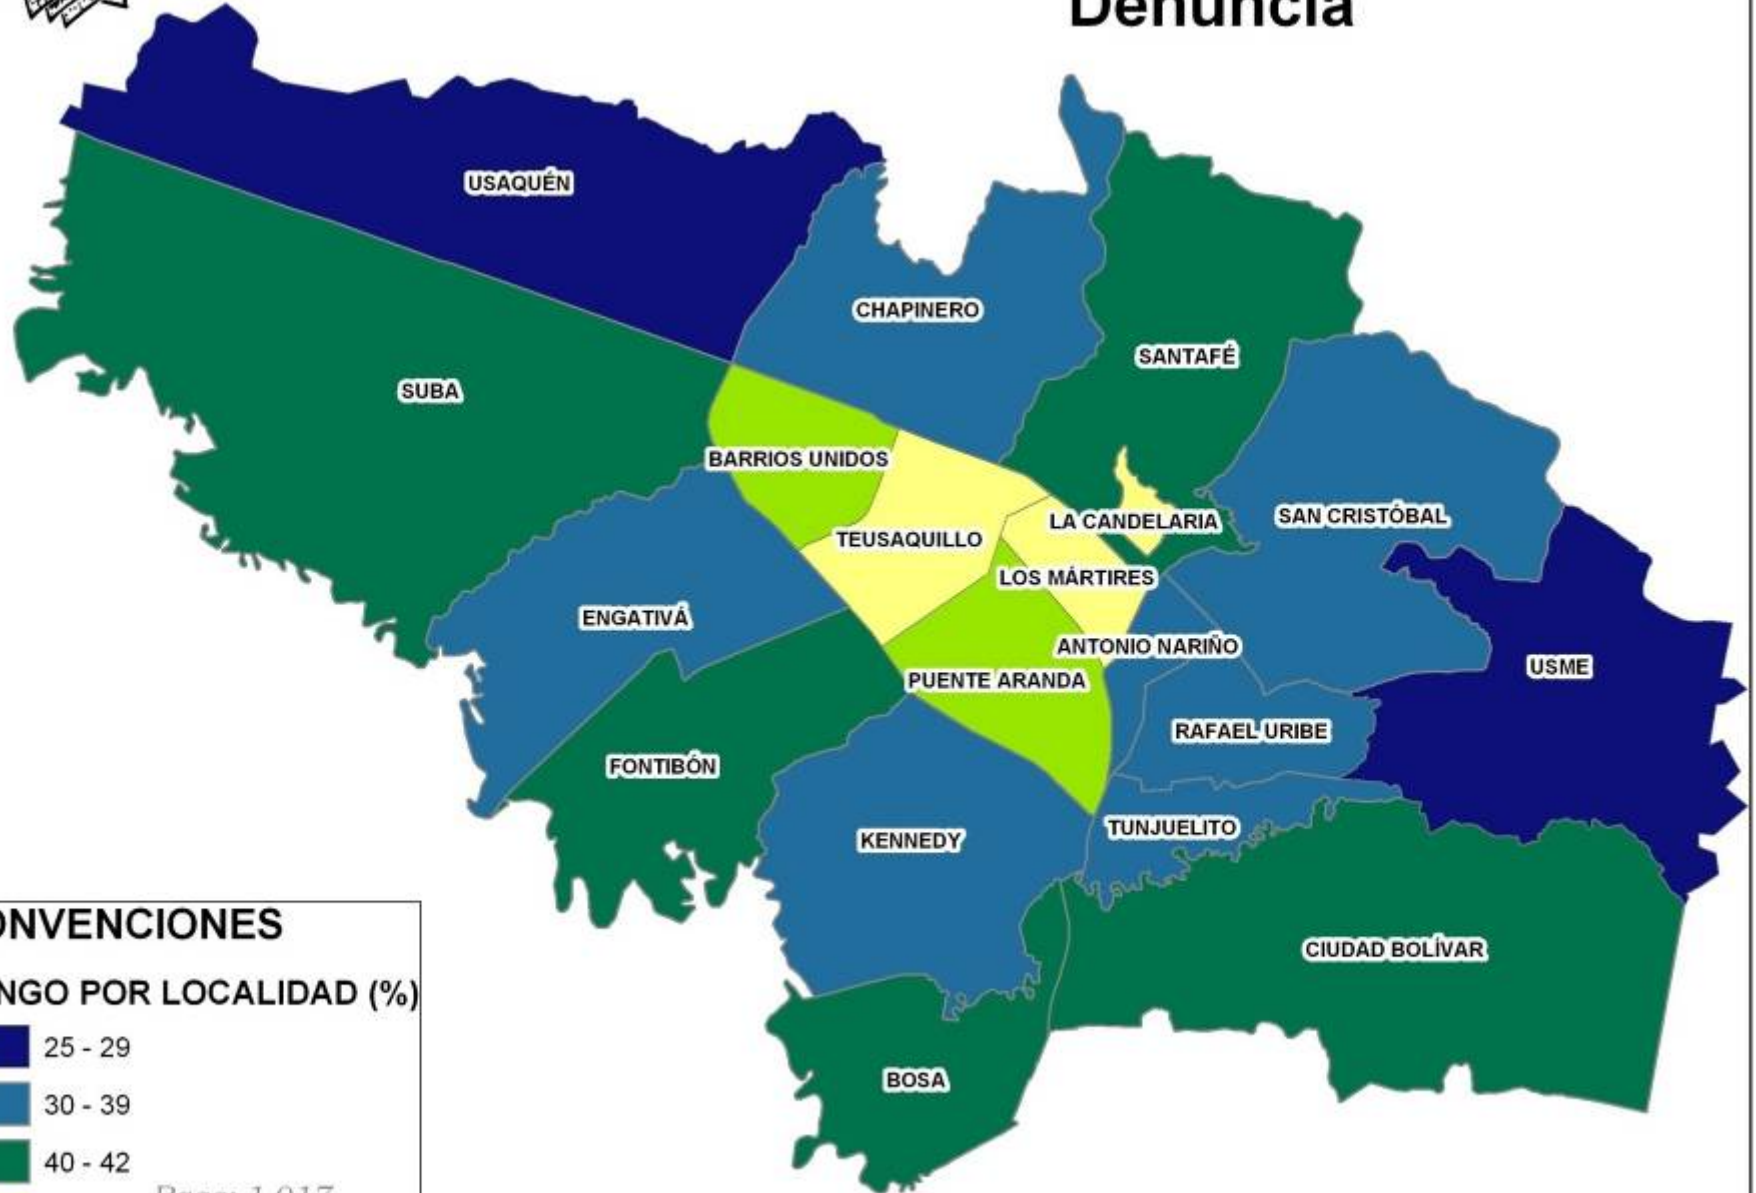 Denuncia
USAQUÉN
CHAPINERO
SANTAFÉ
SUBA
BARRIOS UNIDOS
SAN CRISTÓBAL
LA CANDELARIA
TEUSAQUILLO
LOS MÁRTIRES
ENGATIVÁ
ANTONIO NARIÑO
USME
PUENTE ARANDA
RAFAEL URIBE
FONTIBÓN
TUNJUELITO
KENNEDY
CIUDAD BOLÍVAR
BOSA
ONVENCIONES
NGO POR LOCALIDAD (%)
25 - 29
30 - 39
40 - 42